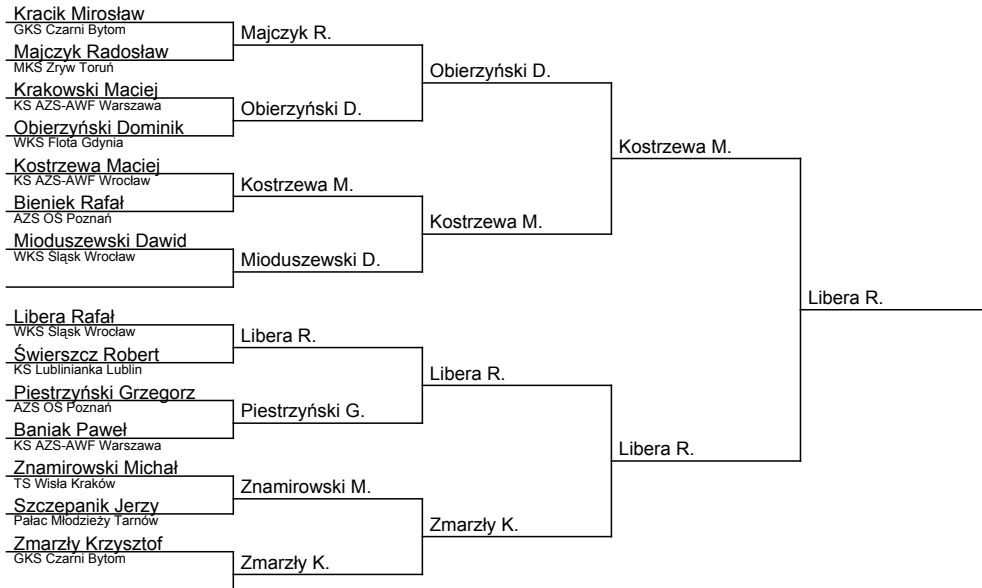 Kracik Mirosław
GKS Czarni Bytom
Majczyk R.
Majczyk Radosław
MKS Zryw Toruń
Obierzyński D.
Krakowski Maciej
KS AZS-AWF Warszawa
Obierzyński D.
Obierzyński Dominik
WKS Flota Gdynia
Kostrzewa M.
Kostrzewa Maciej
KS AZS-AWF Wrocław
Kostrzewa M.
Bieniek Rafał
AZS OŚ Poznań
Kostrzewa M.
Mioduszewski Dawid
WKS Śląsk Wrocław
Mioduszewski D.
Libera R.
Libera Rafał
WKS Śląsk Wrocław
Libera R.
Świerszcz Robert
KS Lublinianka Lublin
Libera R.
Piestrzyński Grzegorz
AZS OŚ Poznań
Piestrzyński G.
Baniak Paweł
KS AZS-AWF Warszawa
Libera R.
Znamirowski Michał
TS Wisła Kraków
Znamirowski M.
Szczepanik Jerzy
Pałac Młodzieży Tarnów
Zmarzły K.
Zmarzły Krzysztof
GKS Czarni Bytom
Zmarzły K.